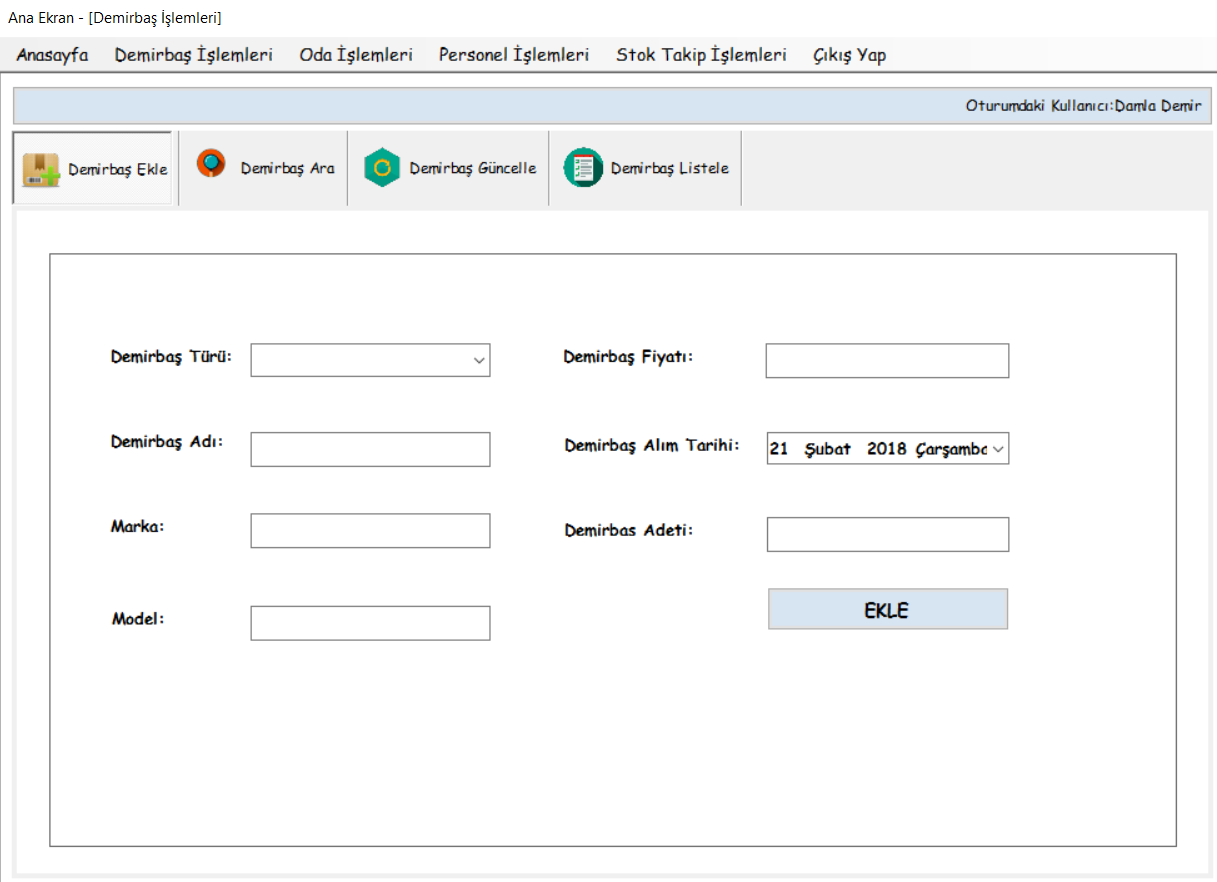 Ana Ekran - [Demirbaş İşlemleri]
Anasayfa Demirbaş İşlemleri Oda İşlemleri Personel İşlemleri Stok Takip İşlemleri Çıkış Yap
Oturumdaki Kullanıcı:Damla Demir
Demirbaş Ekle Demirbaş Ara Demirbaş Güncelle Demirbaş Listele
Demirbaş Türü: Demirbaş Fiyatı:
Demirbaş Adı: Demirbaş Alım Tarihi: 21 Şubat 2018 Çarşamba
Marka: Demirbas Adeti:
Model: EKLE